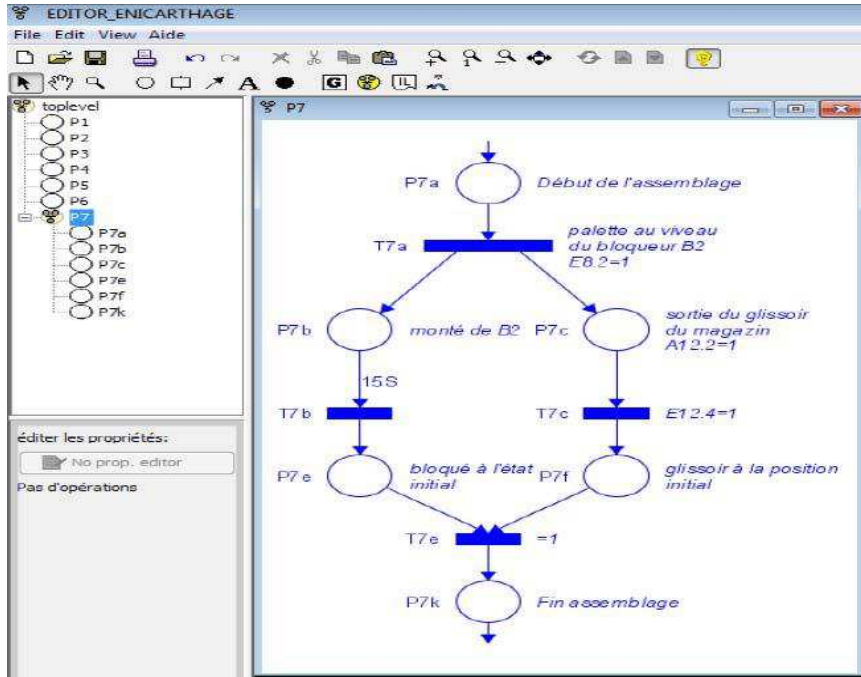 EDITOR_ENICARTHAGE
File Edit View Aide
A G IL
toplevel
P1
P2
P3
P4
P5
P6
P7
P7a
P7b
P7c
P7e
P7f
P7k
éditer les propriétés:
No prop. editor
Pas d'opérations
P7
P7a Début de l'assemblage
T7a palette au viveau
du bloqueur B2
E8.2=1
P7b monté de B2
P7c sortie du glissoir
du magazin
A12.2=1
15S
T7b
T7c E12.4=1
P7e bloqué à l'état
initial
P7f glissoir à la position
initial
T7e =1
P7k Fin assemblage